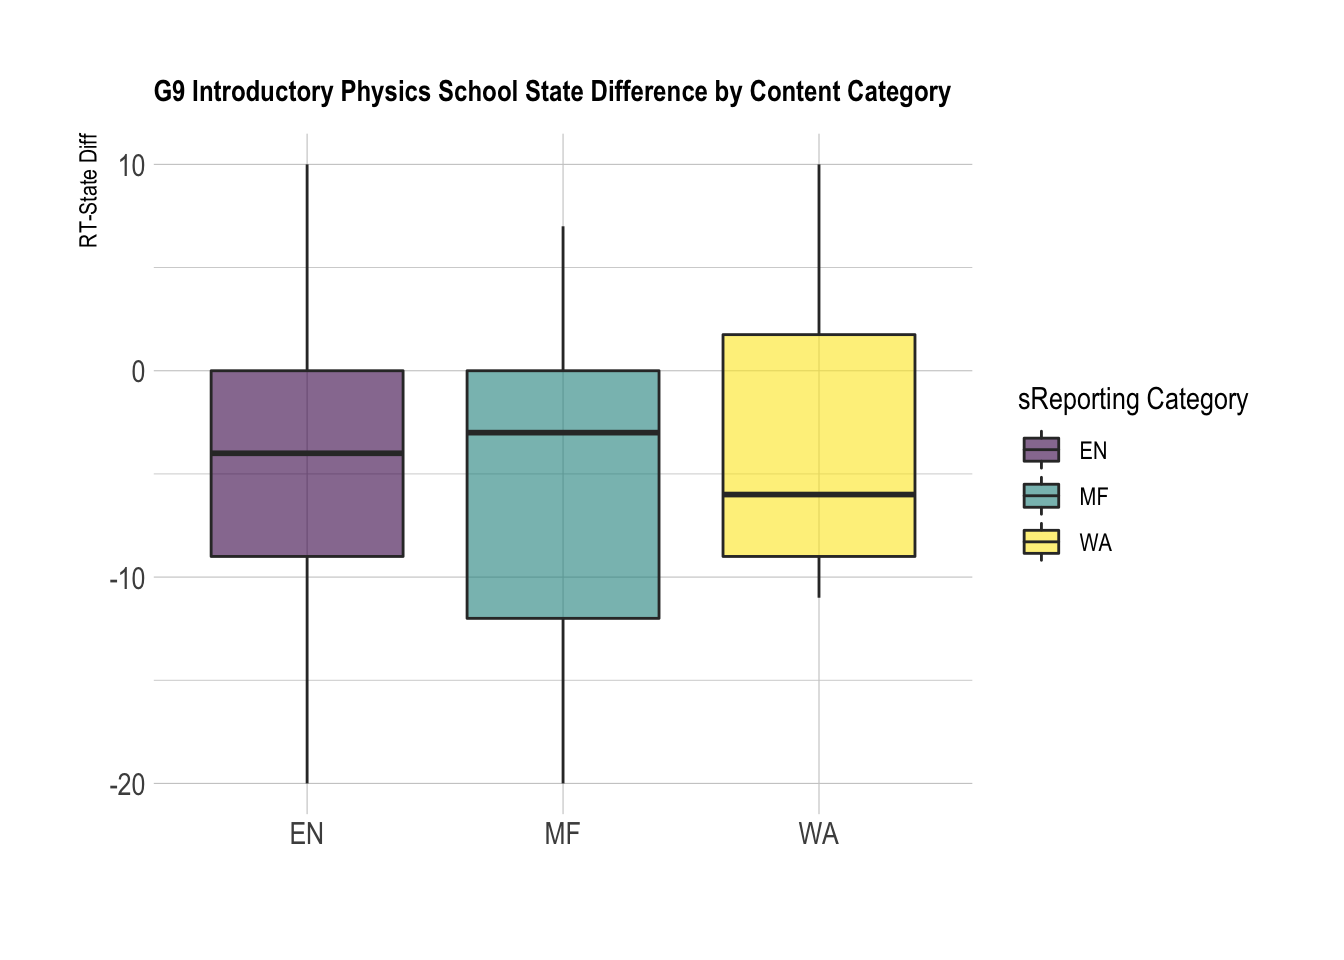 G9 Introductory Physics School State Difference by Content Category
RT-State Diff
10
0
-10
-20
EN
MF
WA
sReporting Category
EN
MF
WA